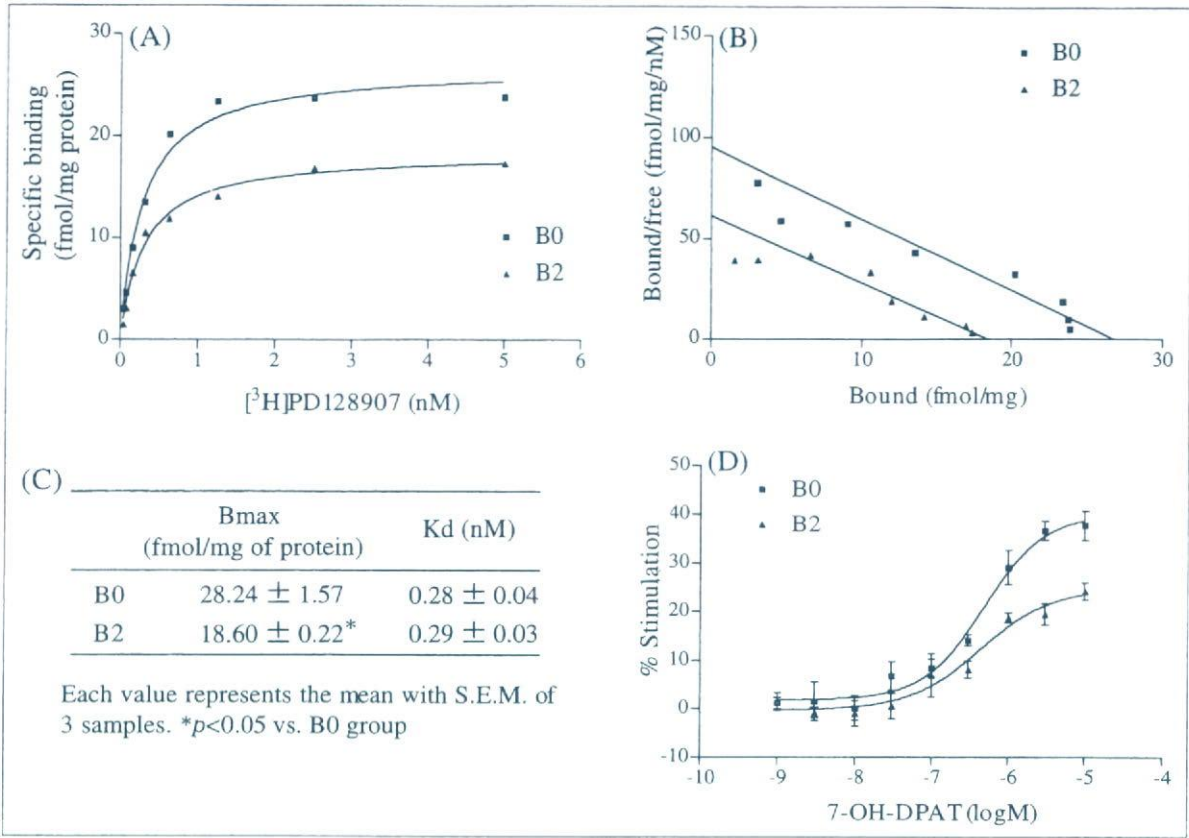 (A)
30
20
10
0
Specific binding
(fmol/mg protein)
B0
B2
0 1 2 3 4 5 6
[³H]PD128907 (nM)
(B)
150
100
50
0
Bound/free (fmol/mg/nM)
B0
B2
0 10 20 30
Bound (fmol/mg)
(C)
Bmax
(fmol/mg of protein)
Kd (nM)
B0 28.24 ± 1.57 0.28 ± 0.04
B2 18.60 ± 0.22* 0.29 ± 0.03
Each value represents the mean with S.E.M. of
3 samples. *p<0.05 vs. B0 group
(D)
50
40
30
20
10
0
-10
% Stimulation
B0
B2
-10 -9 -8 -7 -6 -5 -4
7-OH-DPAT (logM)